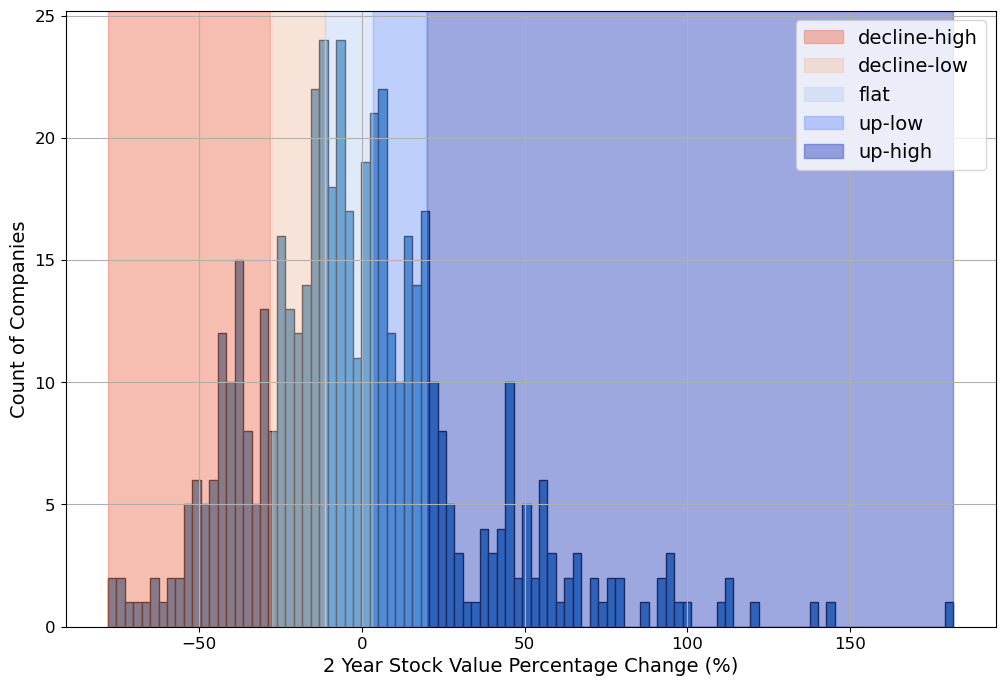 25
20
15
10
5
0
−50
0
50
100
150
Count of Companies
2 Year Stock Value Percentage Change (%)
decline-high
decline-low
flat
up-low
up-high